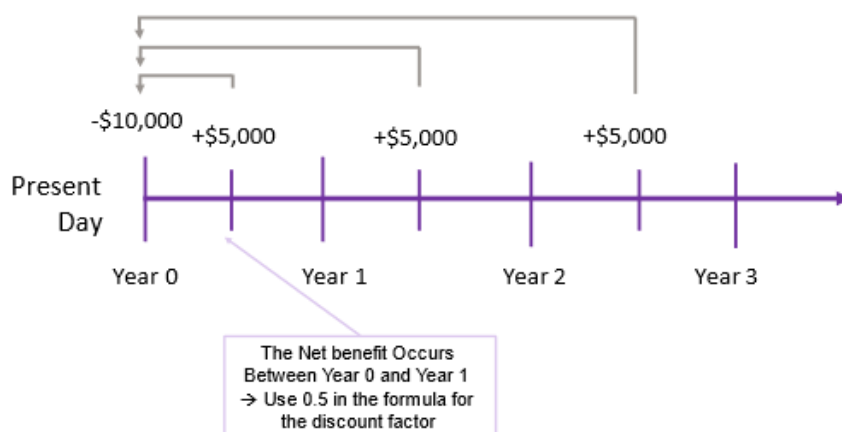 -$10,000
+$5,000
+$5,000
+$5,000
Present
Day
Year 0
Year 1
Year 2
Year 3
The Net benefit Occurs
Between Year 0 and Year 1
→ Use 0.5 in the formula for
the discount factor